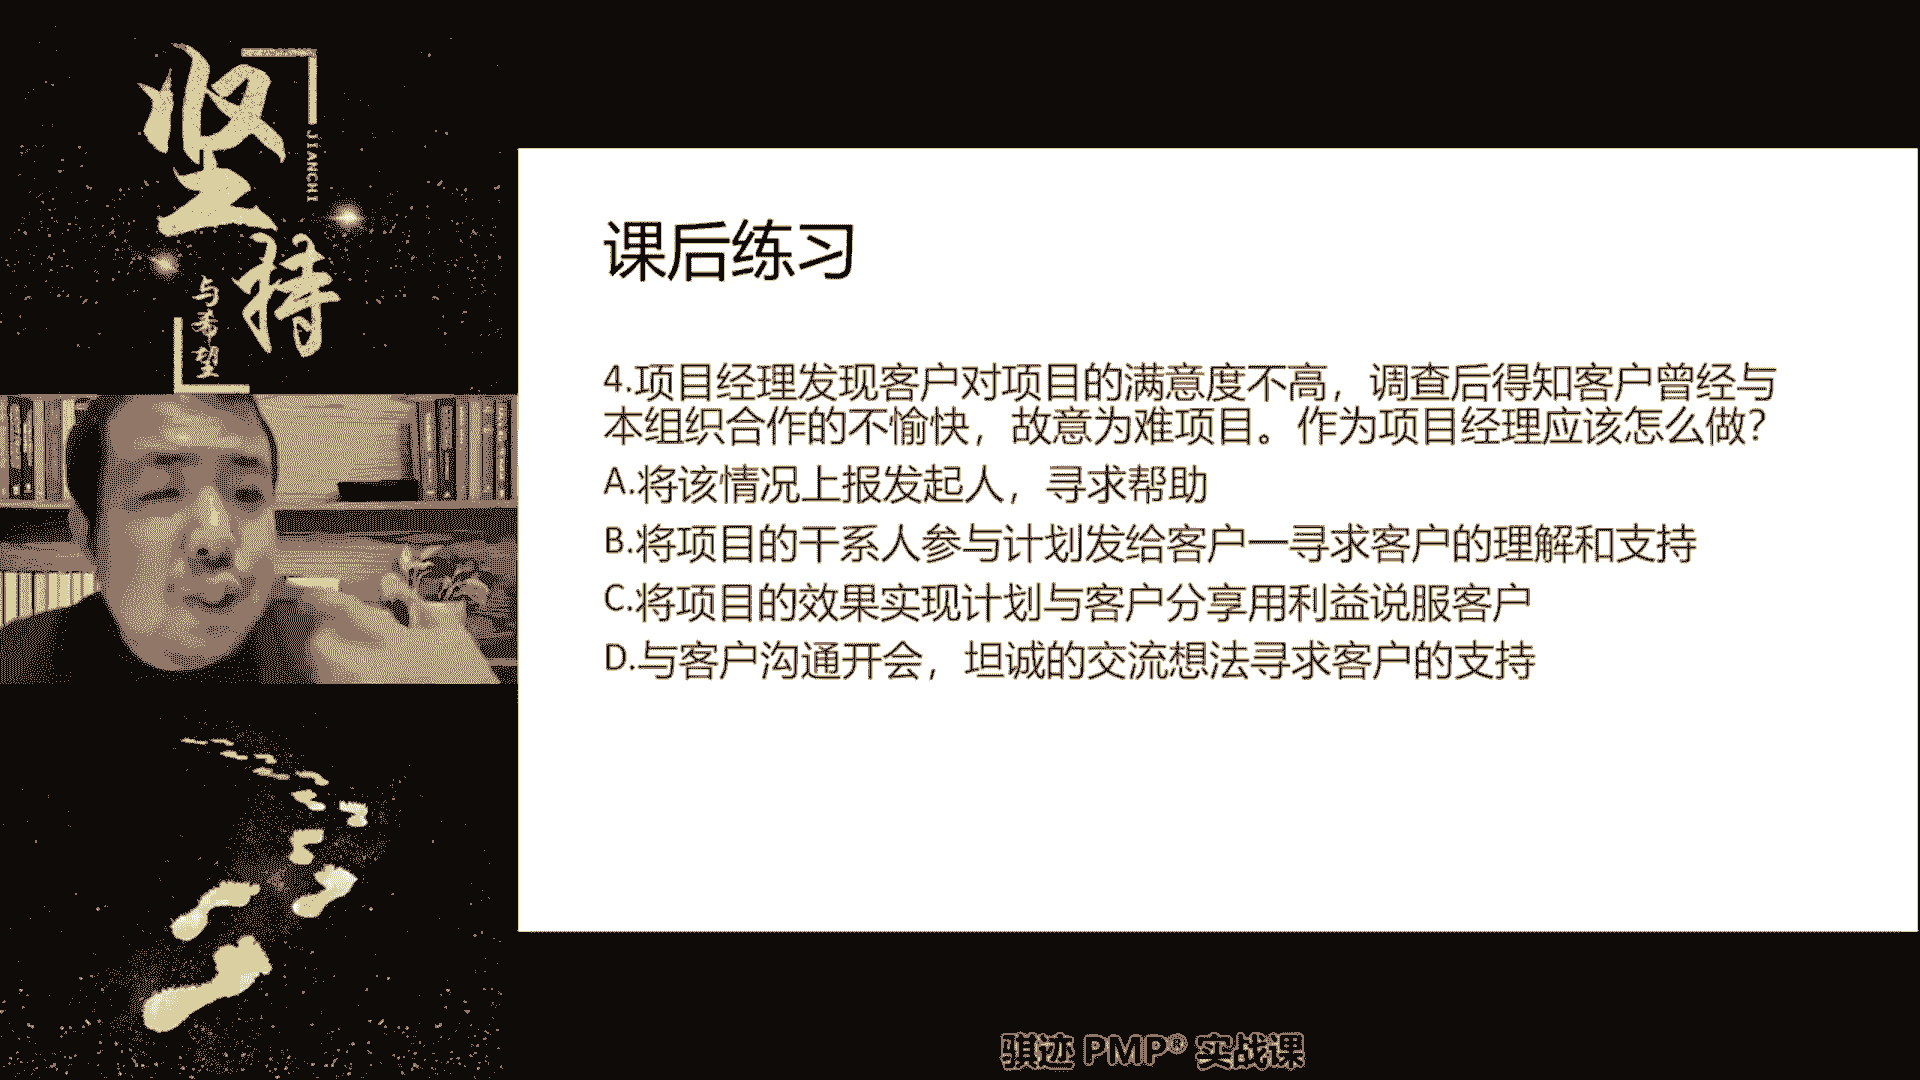 坚持
JIANCHI
与希望
课后练习
4.项目经理发现客户对项目的满意度不高，调查后得知客户曾经与
本组织合作的不愉快，故意为难项目。作为项目经理应该怎么做？
A.将该情况上报发起人，寻求帮助
B.将项目的干系人参与计划发给客户一寻求客户的理解和支持
C.将项目的效果实现计划与客户分享用利益说服客户
D.与客户沟通开会，坦诚的交流想法寻求客户的支持
骐迹 PMP® 实战课